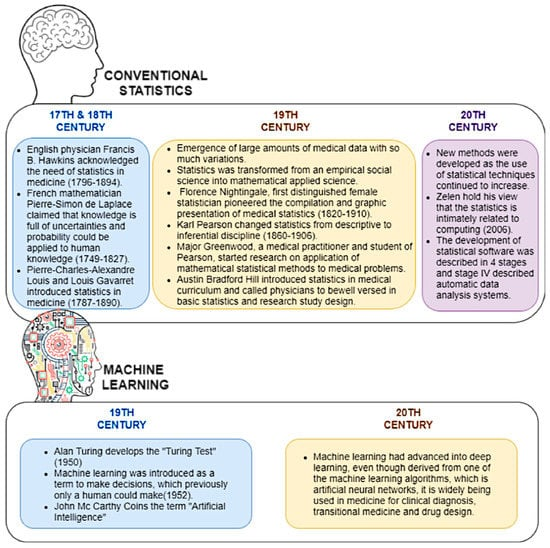 CONVENTIONAL
STATISTICS
17TH & 18TH
CENTURY
• English physician Francis
B. Hawkins acknowledged
the need of statistics in
medicine (1796-1894).
• French mathematician
Pierre-Simon de Laplace
claimed that knowledge is
full of uncertainties and
probability could be
applied to human
knowledge (1749-1827).
• Pierre-Charles-Alexandre
Louis and Louis Gavarret
introduced statistics in
medicine (1787-1890).
19TH
CENTURY
• Emergence of large amounts of medical data with so
much variations.
• Statistics was transformed from an empirical social
science into mathematical applied science.
• Florence Nightingale, first distinguished female
statistician pioneered the compilation and graphic
presentation of medical statistics (1820-1910).
• Karl Pearson changed statistics from descriptive to
inferential discipline (1860-1906).
• Major Greenwood, a medical practitioner and student of
Pearson, started research on application of
mathematical statistical methods to medical problems.
• Austin Bradford Hill introduced statistics in medical
curriculum and called physicians to bewell versed in
basic statistics and research study design.
20TH
CENTURY
• New methods were
developed as the use
of statistical techniques
continued to increase.
• Zelen hold his view
that the statistics is
intimately related to
computing (2006).
• The development of
statistical software was
described in 4 stages
and stage IV described
automatic data
analysis systems.
MACHINE
LEARNING
19TH
CENTURY
• Alan Turing develops the "Turing Test"
(1950)
• Machine learning was introduced as a
term to make decisions, which previously
only a human could make(1952).
• John Mc Carthy Coins the term "Artificial
Intelligence"
20TH
CENTURY
• Machine learning had advanced into deep
learning, even though derived from one of
the machine learning algorithms, which is
artificial neural networks, it is widely being
used in medicine for clinical diagnosis,
transitional medicine and drug design.